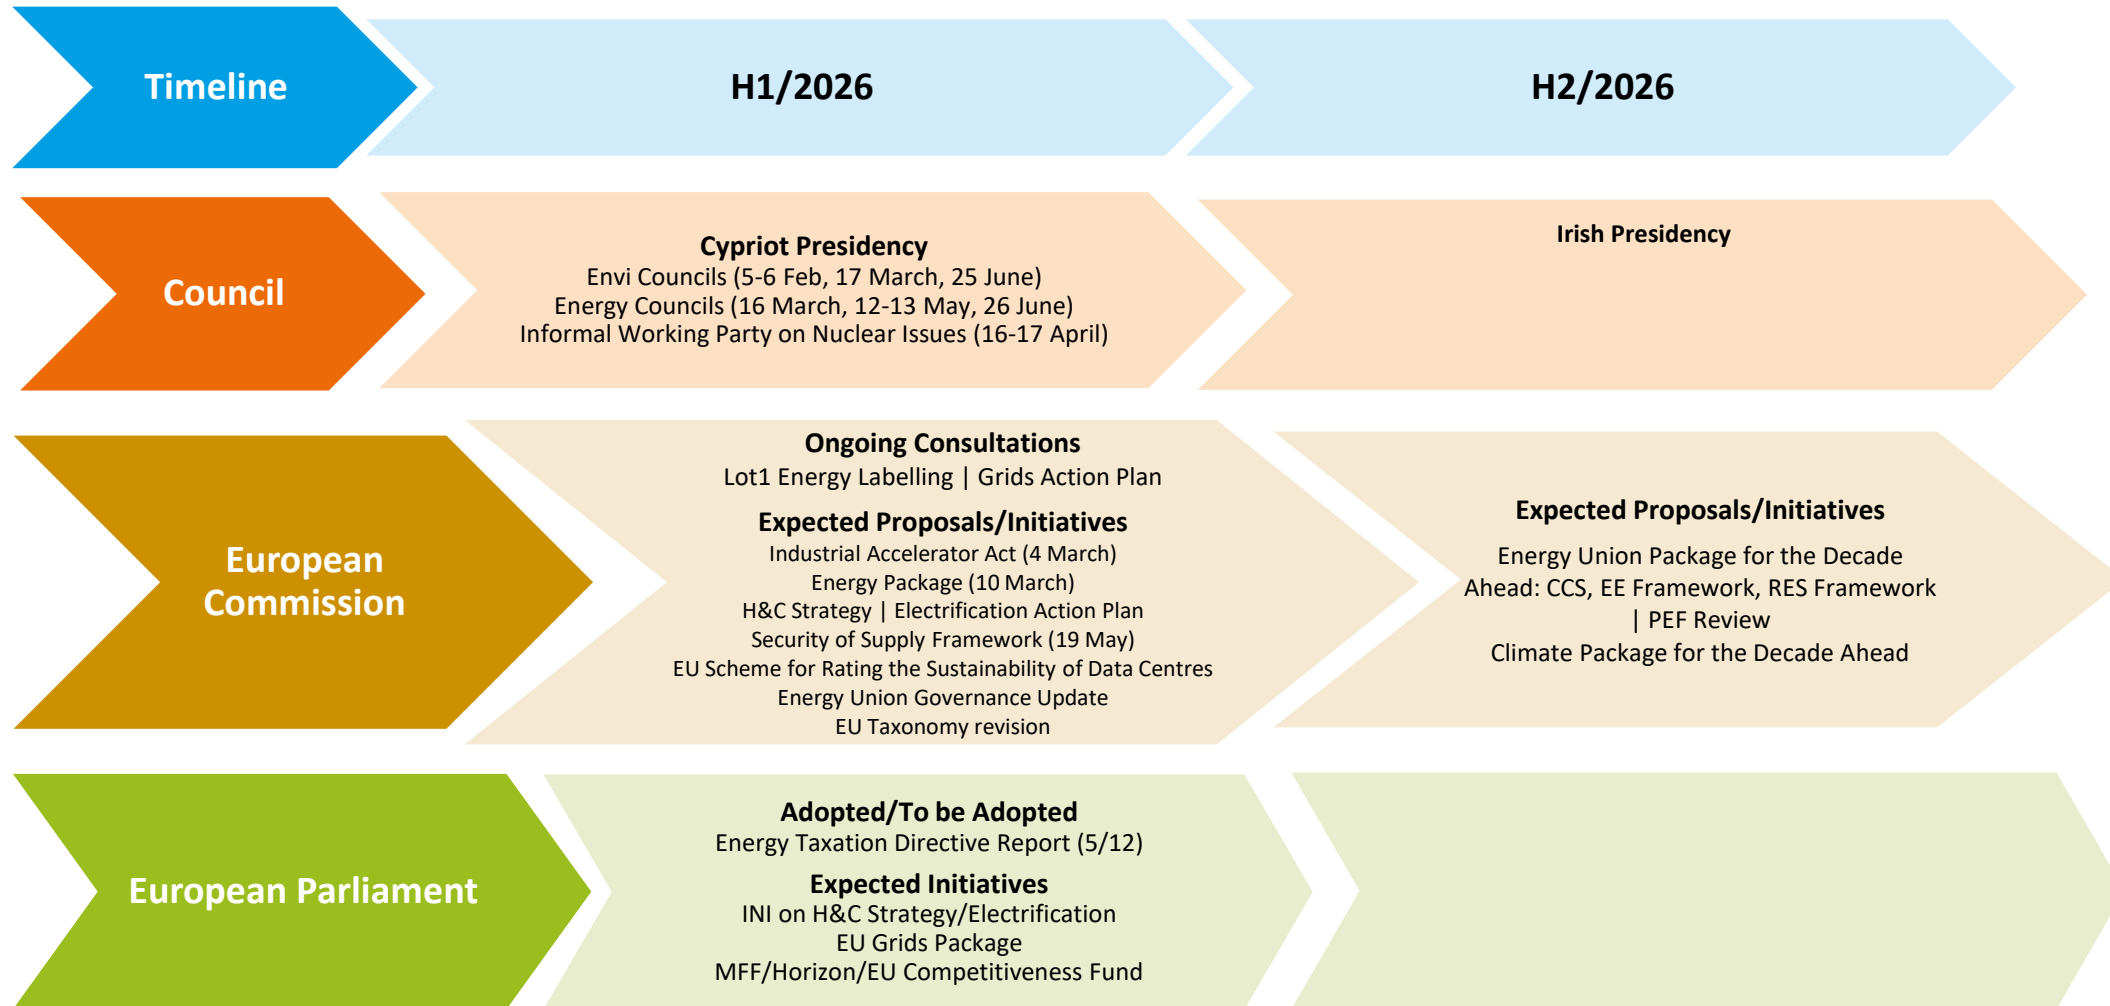 Timeline
H1/2026
H2/2026
Council
Cypriot Presidency
Envi Councils (5-6 Feb, 17 March, 25 June)
Energy Councils (16 March, 12-13 May, 26 June)
Informal Working Party on Nuclear Issues (16-17 April)
Irish Presidency
European
Commission
Ongoing Consultations
Lot1 Energy Labelling | Grids Action Plan
Expected Proposals/Initiatives
Industrial Accelerator Act (4 March)
Energy Package (10 March)
H&C Strategy | Electrification Action Plan
Security of Supply Framework (19 May)
EU Scheme for Rating the Sustainability of Data Centres
Energy Union Governance Update
EU Taxonomy revision
Expected Proposals/Initiatives
Energy Union Package for the Decade
Ahead: CCS, EE Framework, RES Framework
| PEF Review
Climate Package for the Decade Ahead
European Parliament
Adopted/To be Adopted
Energy Taxation Directive Report (5/12)
Expected Initiatives
INI on H&C Strategy/Electrification
EU Grids Package
MFF/Horizon/EU Competitiveness Fund